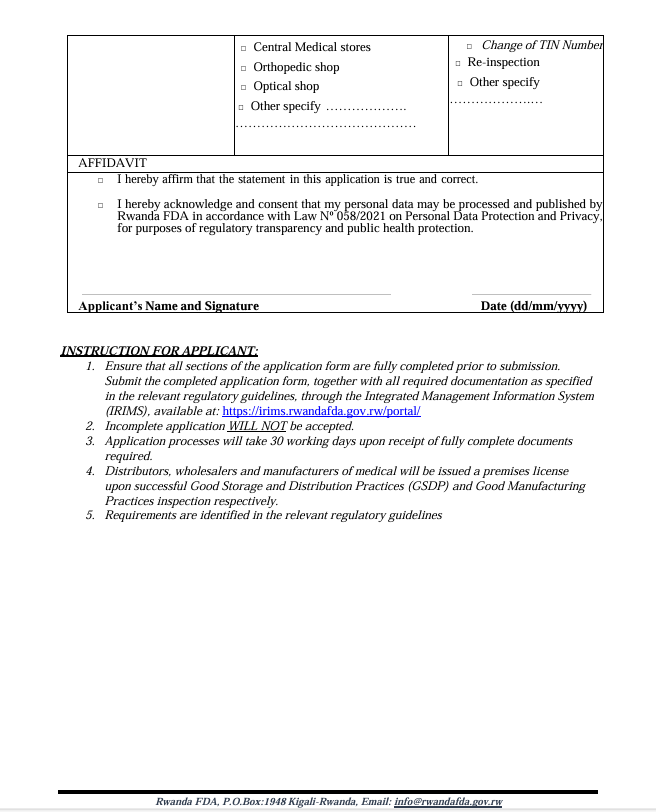 □ Central Medical stores
□ Orthopedic shop
□ Optical shop
□ Other specify ……………….
………………………………………
□ Change of TIN Number
□ Re-inspection
□ Other specify
…………………..…
AFFIDAVIT
□ I hereby affirm that the statement in this application is true and correct.
□ I hereby acknowledge and consent that my personal data may be processed and published by
Rwanda FDA in accordance with Law Nº 058/2021 on Personal Data Protection and Privacy,
for purposes of regulatory transparency and public health protection.
Applicant’s Name and Signature
Date (dd/mm/yyyy)
INSTRUCTION FOR APPLICANT:
1. Ensure that all sections of the application form are fully completed prior to submission.
Submit the completed application form, together with all required documentation as specified
in the relevant regulatory guidelines, through the Integrated Management Information System
(IRIMS), available at: https://irims.rwandafda.gov.rw/portal/
2. Incomplete application WILL NOT be accepted.
3. Application processes will take 30 working days upon receipt of fully complete documents
required.
4. Distributors, wholesalers and manufacturers of medical will be issued a premises license
upon successful Good Storage and Distribution Practices (GSDP) and Good Manufacturing
Practices inspection respectively.
5. Requirements are identified in the relevant regulatory guidelines
Rwanda FDA, P.O.Box:1948 Kigali-Rwanda, Email: info@rwandafda.gov.rw